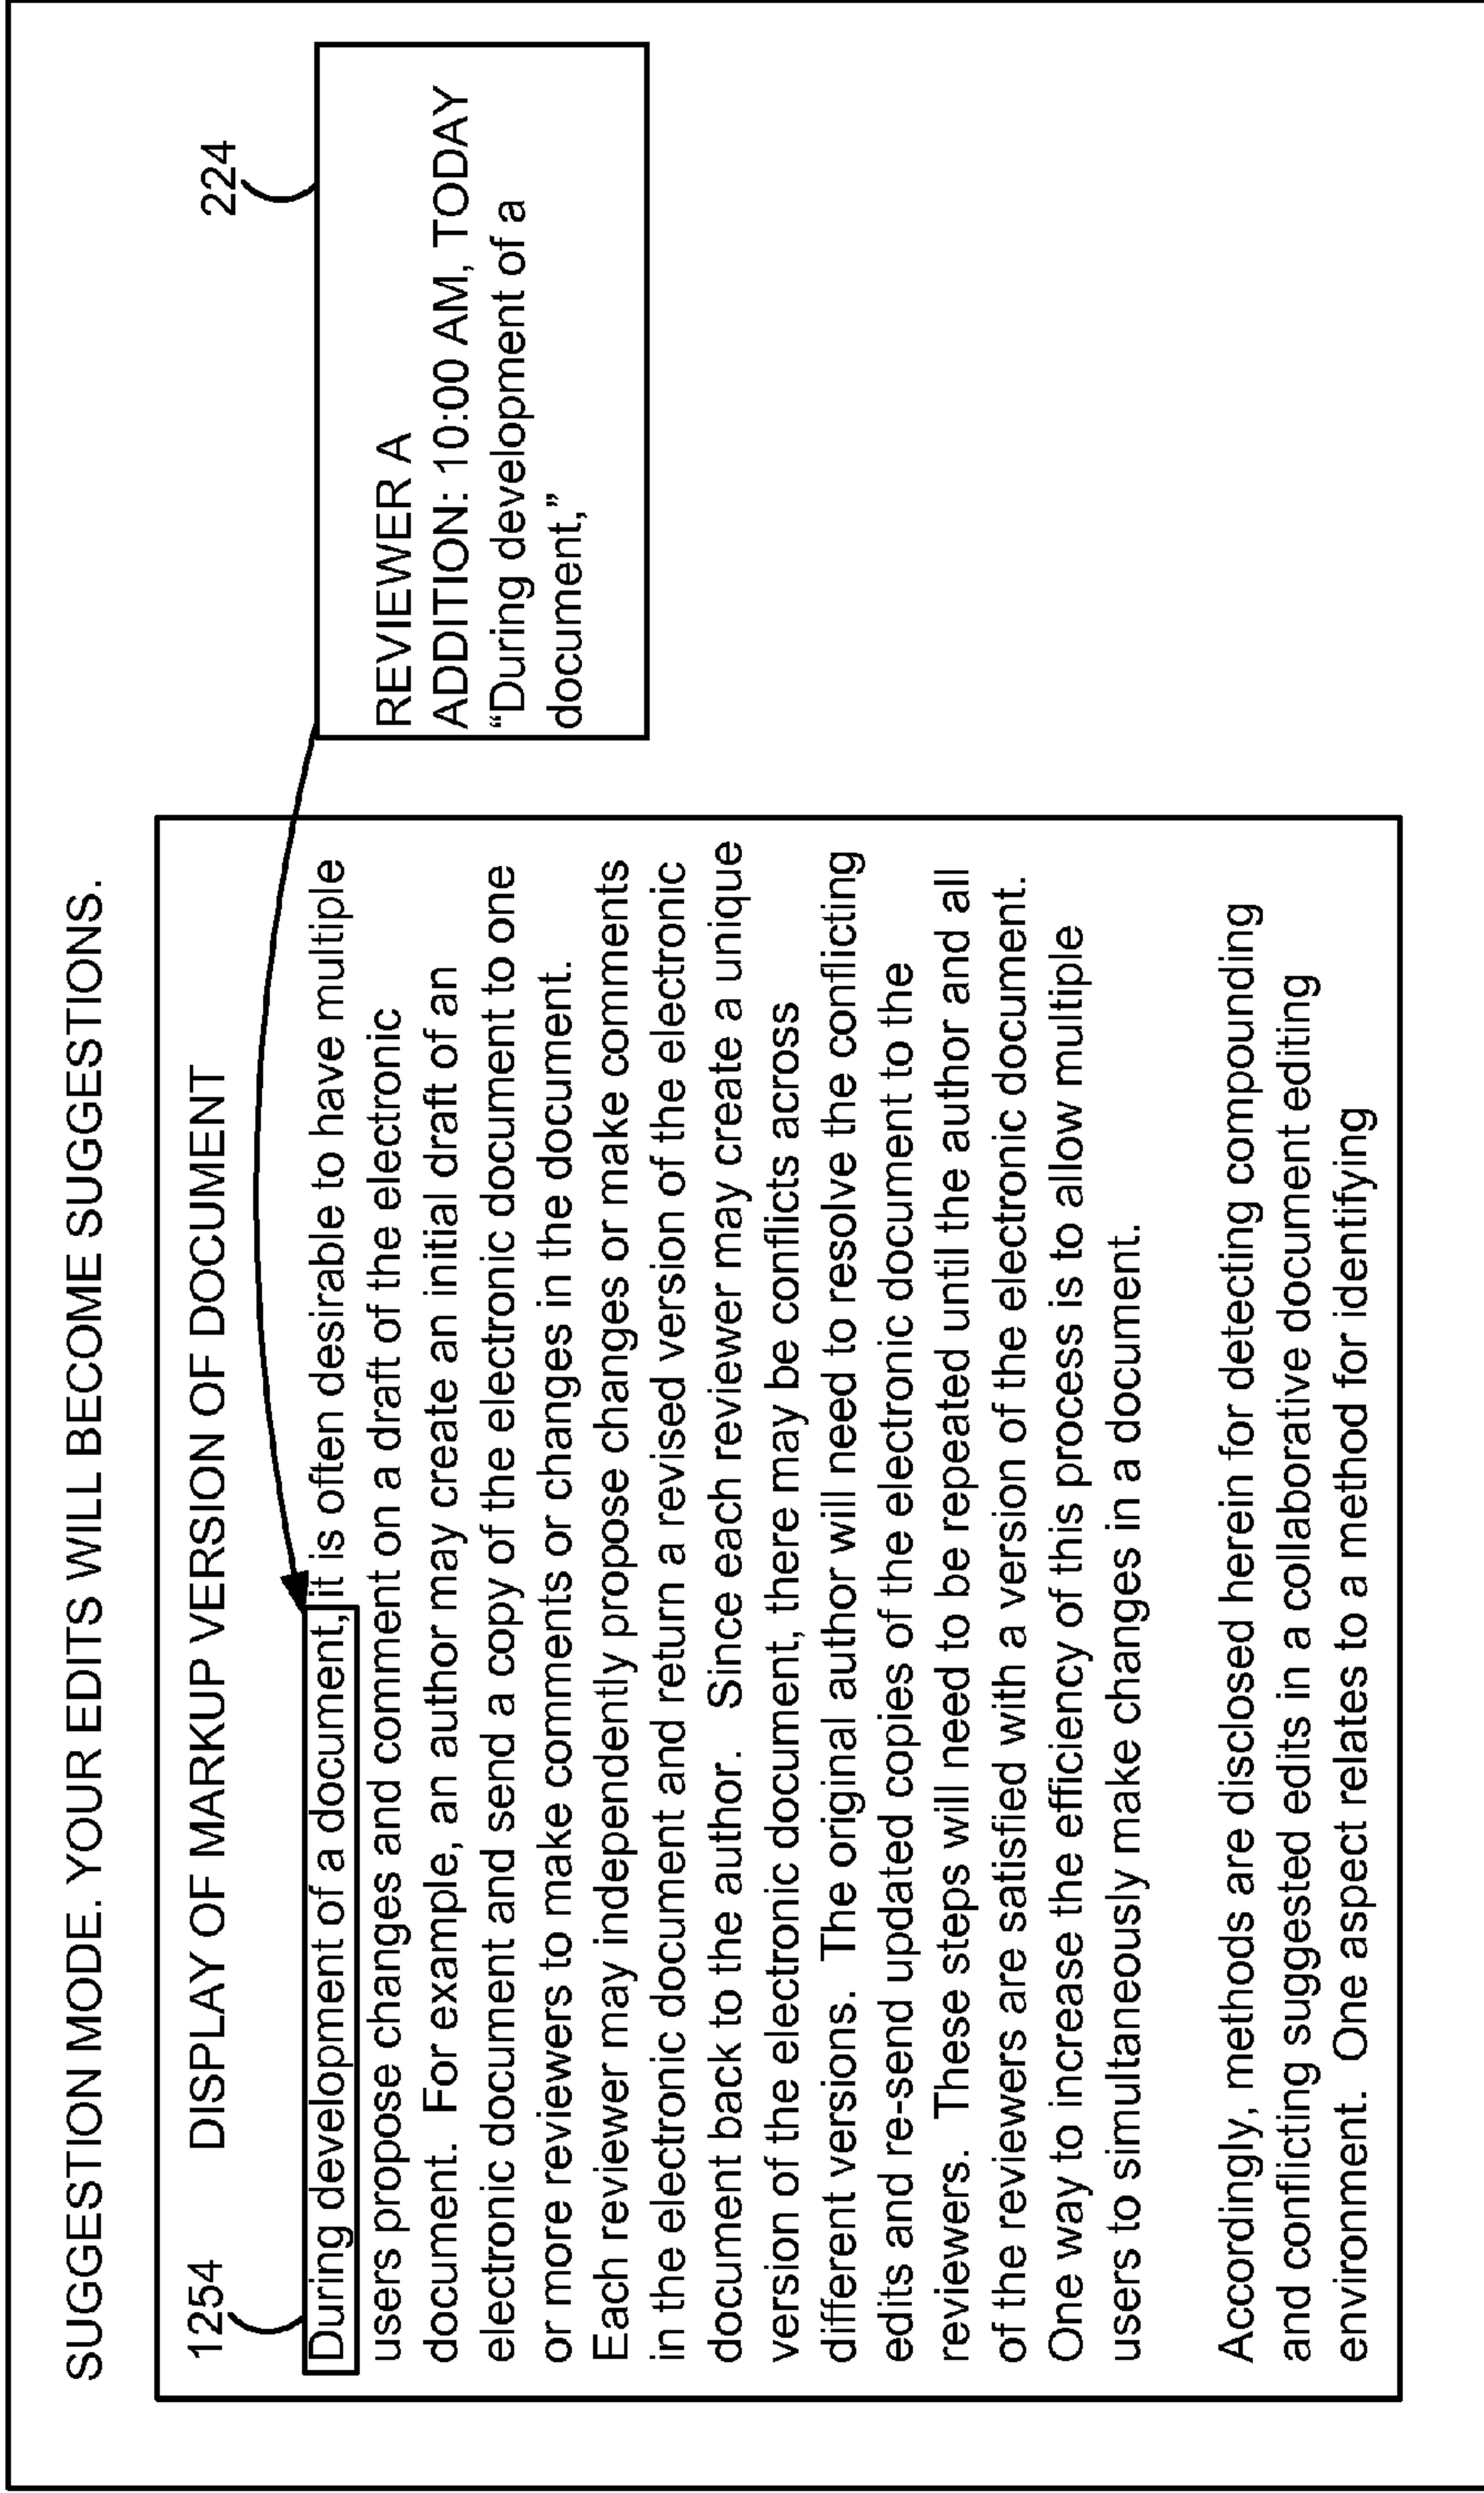 SUGGESTION MODE. YOUR EDITS WILL BECOME SUGGESTIONS.
1254 DISPLAY OF MARKUP VERSION OF DOCUMENT
During development of a document, it is often desirable to have multiple
users propose changes and comment on a draft of the electronic
document. For example, an author may create an initial draft of an
electronic document and send a copy of the electronic document to one
or more reviewers to make comments or changes in the document.
Each reviewer may independently propose changes or make comments
in the electronic document and return a revised version of the electronic
document back to the author. Since each reviewer may create a unique
version of the electronic document, there may be conflicts across
different versions. The original author will need to resolve the conflicting
edits and re-send updated copies of the electronic document to the
reviewers. These steps will need to be repeated until the author and all
of the reviewers are satisfied with a version of the electronic document.
One way to increase the efficiency of this process is to allow multiple
users to simultaneously make changes in a document.
Accordingly, methods are disclosed herein for detecting compounding
and conflicting suggested edits in a collaborative document editing
environment. One aspect relates to a method for identifying
224
REVIEWER A
ADDITION: 10:00 AM, TODAY
“During development of a
document,”